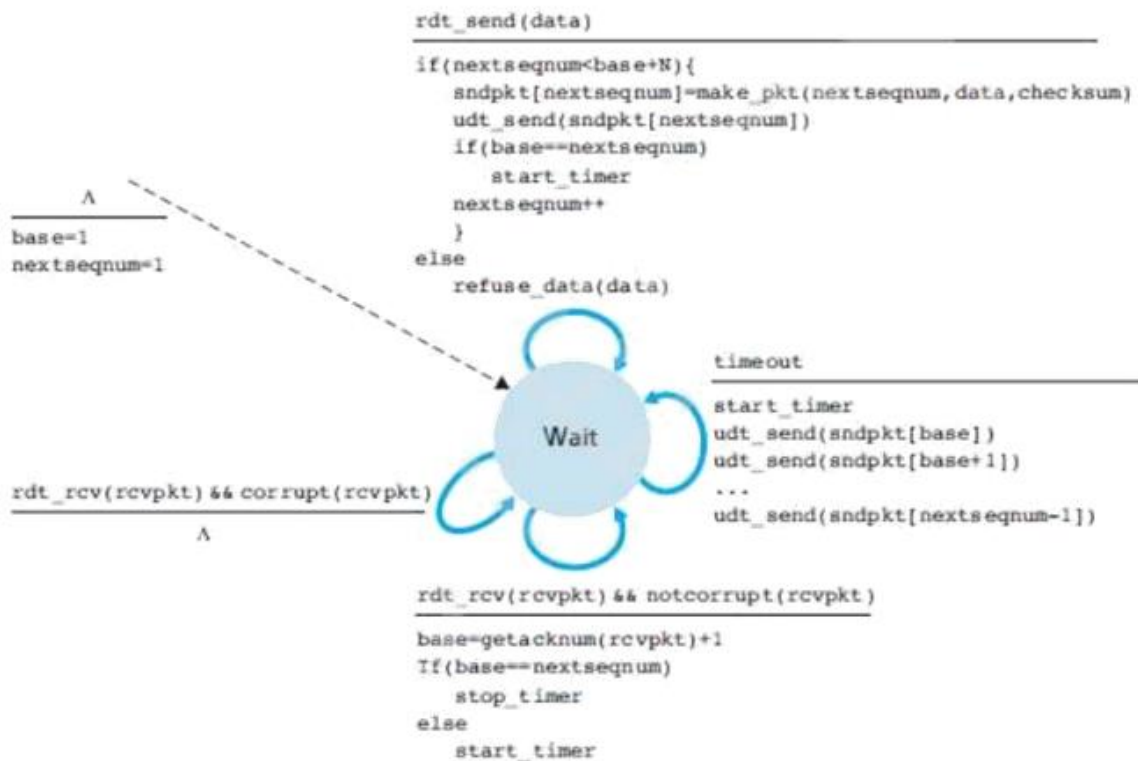 rdt_send(data)
if(nextseqnum<base+N){
sndpkt[nextseqnum]=make_pkt(nextseqnum,data,checksum)
udt_send(sndpkt[nextseqnum])
if(base==nextseqnum)
start_timer
nextseqnum++
}
else
refuse_data(data)
Λ
base=1
nextseqnum=1
Wait
timeout
start_timer
udt_send(sndpkt[base])
udt_send(sndpkt[base+1])
...
udt_send(sndpkt[nextseqnum-1])
rdt_rcv(rcvpkt) && corrupt(rcvpkt)
Λ
rdt_rcv(rcvpkt) && notcorrupt(rcvpkt)
base=getacknum(rcvpkt)+1
If(base==nextseqnum)
stop_timer
else
start_timer